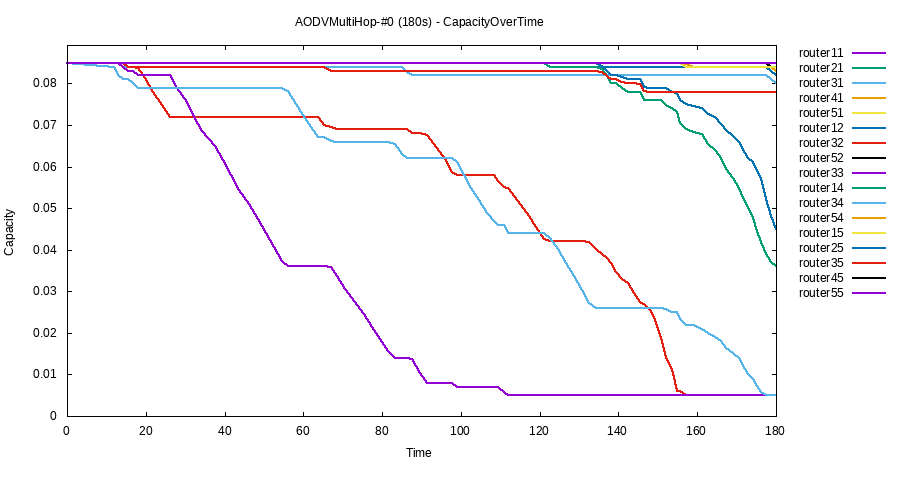 AODVMultiHop-#0 (180s) - CapacityOverTime
router11
router21
router31
router41
router51
router12
router32
router52
router33
router14
router34
router54
router15
router25
router35
router45
router55
Capacity
0.08
0.07
0.06
0.05
0.04
0.03
0.02
0.01
0
0 20 40 60 80 100 120 140 160 180
Time